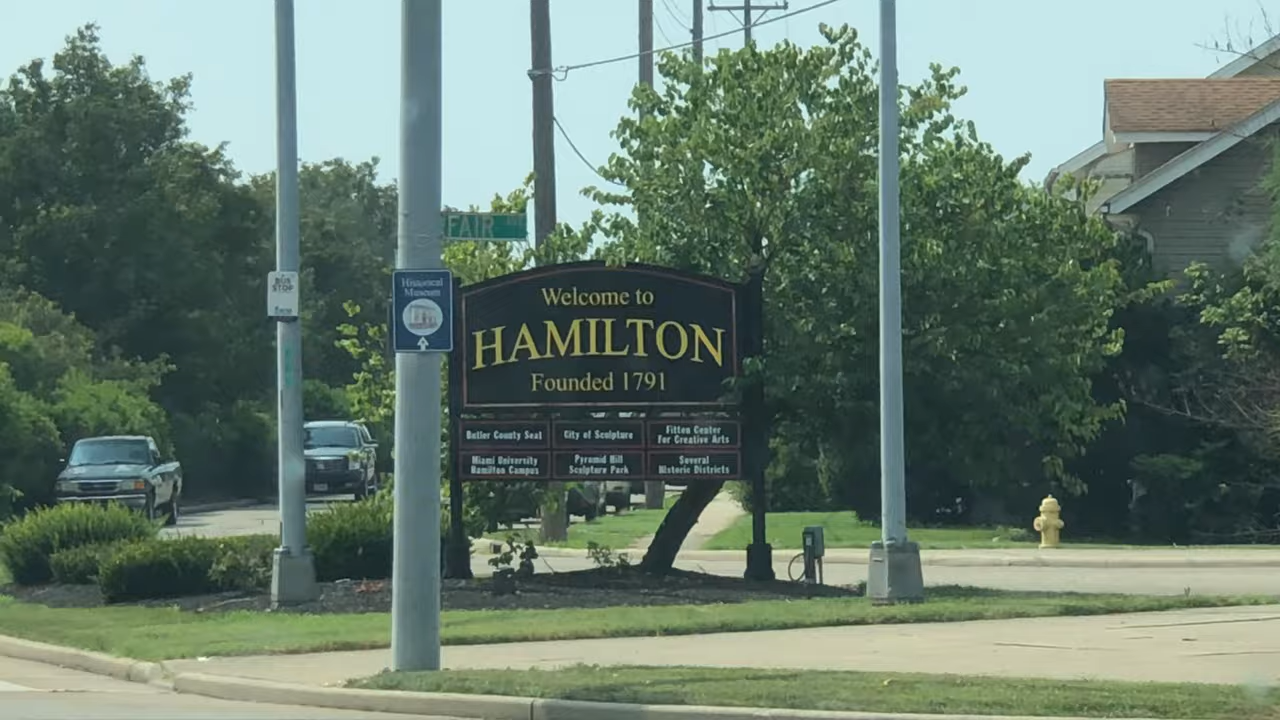 FAIR
BUS
STOP
Historical
Museum
Welcome to
HAMILTON
Founded 1791
Butler County Seat
City of Sculpture
Fitton Center
For Creative Arts
Miami University
Hamilton Campus
Pyramid Hill
Sculpture Park
Several
Historic Districts